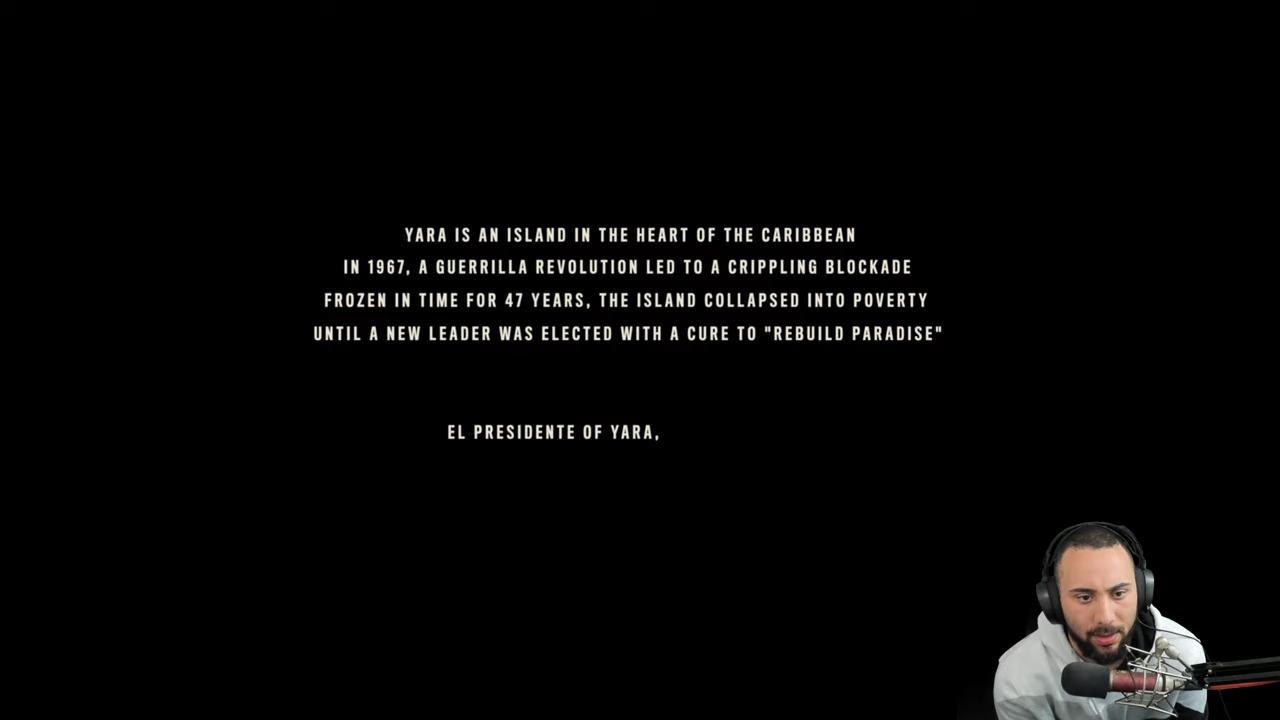 YARA IS AN ISLAND IN THE HEART OF THE CARIBBEAN
IN 1967, A GUERRILLA REVOLUTION LED TO A CRIPPLING BLOCKADE
FROZEN IN TIME FOR 47 YEARS, THE ISLAND COLLAPSED INTO POVERTY
UNTIL A NEW LEADER WAS ELECTED WITH A CURE TO "REBUILD PARADISE"
EL PRESIDENTE OF YARA,